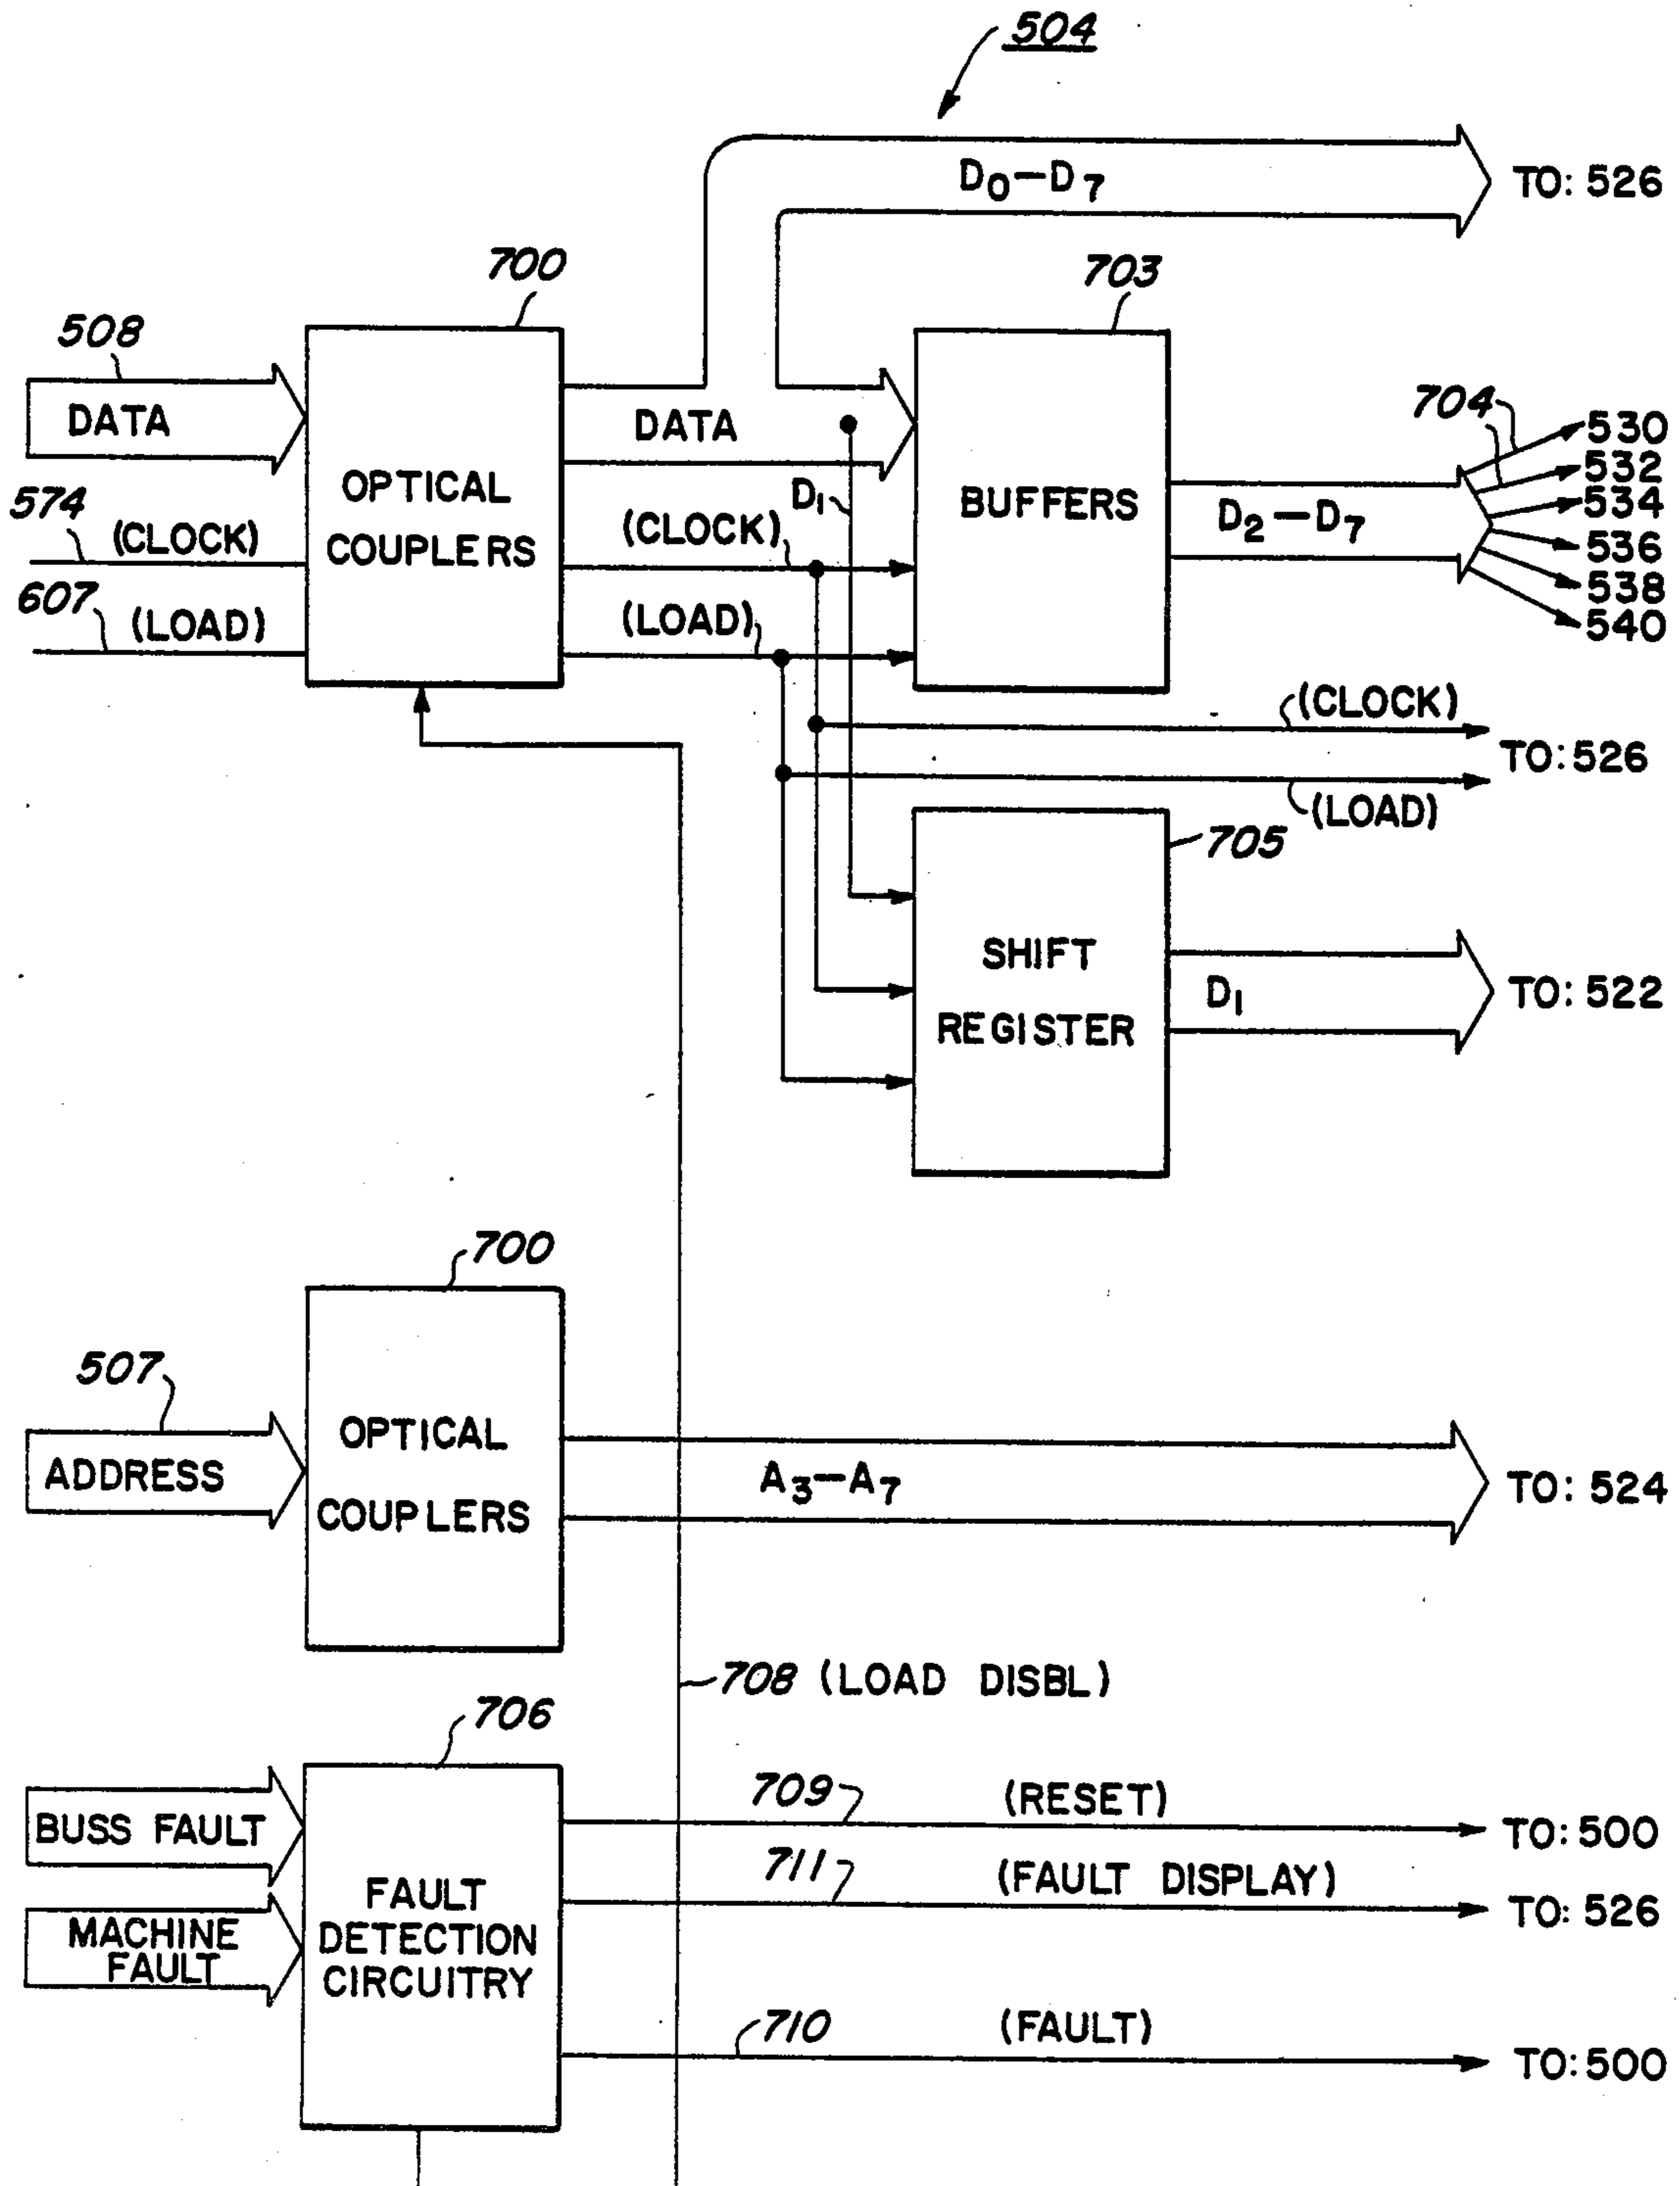 504
D0–D7
TO: 526
700
703
508
DATA
OPTICAL
COUPLERS
DATA
BUFFERS
D2–D7
704
530
532
534
536
538
540
574
(CLOCK)
607
(LOAD)
D1
(CLOCK)
(LOAD)
(CLOCK)
TO: 526
(LOAD)
705
SHIFT
REGISTER
D1
TO: 522
700
507
ADDRESS
OPTICAL
COUPLERS
A3–A7
TO: 524
708 (LOAD DISBL)
706
BUSS FAULT
MACHINE
FAULT
FAULT
DETECTION
CIRCUITRY
709
(RESET)
TO: 500
711
(FAULT DISPLAY)
TO: 526
710
(FAULT)
TO: 500